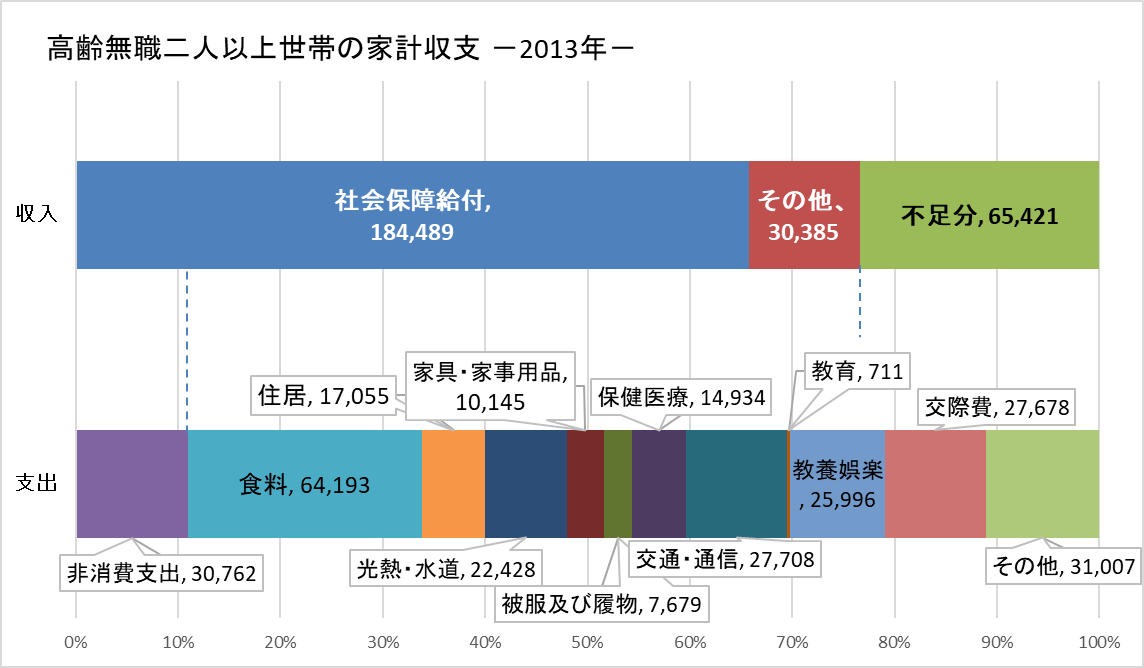 高齢無職二人以上世帯の家計収支 －2013年－
収入
社会保障給付,
184,489
その他、
30,385
不足分, 65,421
住居, 17,055
家具・家事用品,
10,145
保健医療, 14,934
教育, 711
交際費, 27,678
支出
食料, 64,193
教養娯楽
, 25,996
非消費支出, 30,762
光熱・水道, 22,428
被服及び履物, 7,679
交通・通信, 27,708
その他, 31,007
0%
10%
20%
30%
40%
50%
60%
70%
80%
90%
100%